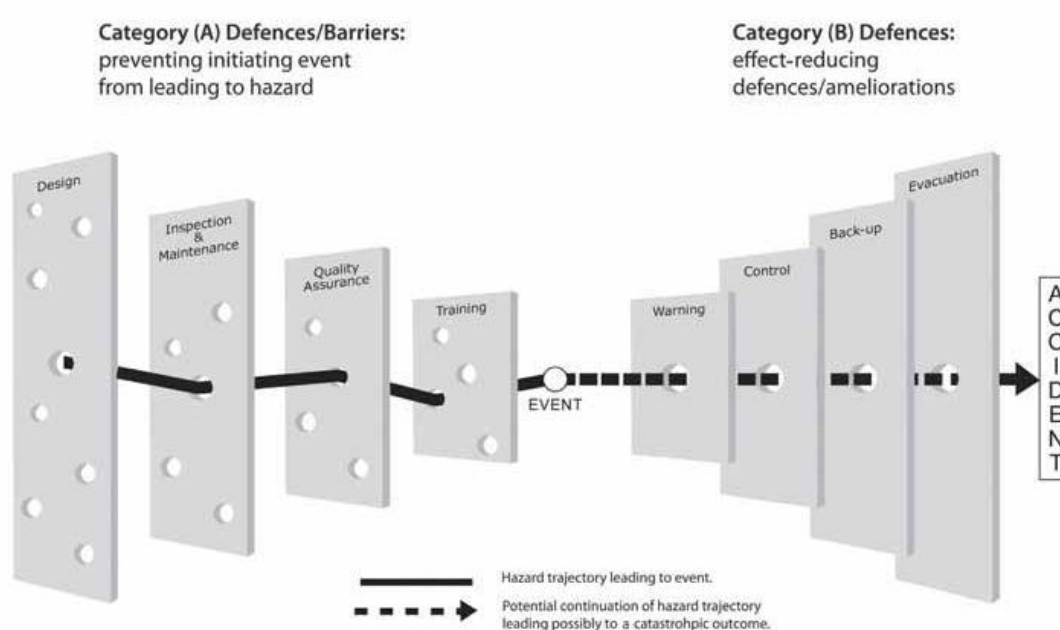 Category (A) Defences/Barriers:
preventing initiating event
from leading to hazard
Category (B) Defences:
effect-reducing
defences/ameliorations
Design
Inspection
&
Maintenance
Quality
Assurance
Training
EVENT
Warning
Control
Back-up
Evacuation
A
C
C
I
D
E
N
T
Hazard trajectory leading to event.
Potential continuation of hazard trajectory
leading possibly to a catastrohpic outcome.